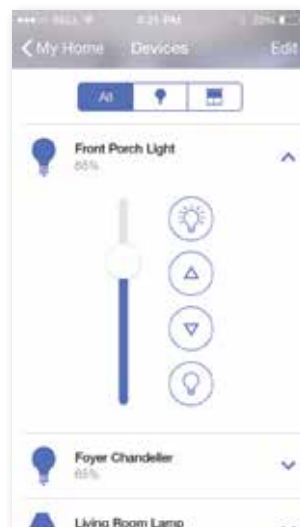 4:21 PM
My Home Devices Edit
All
Front Porch Light
65%
Foyer Chandelier
65%
Living Room Lamp